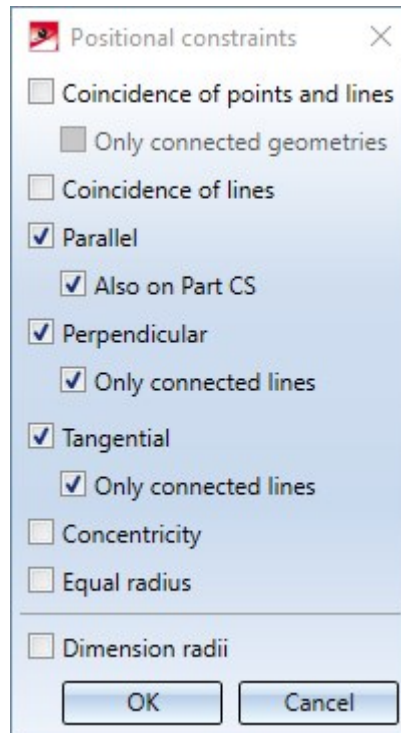 Positional constraints
Coincidence of points and lines
Only connected geometries
Coincidence of lines
Parallel
Also on Part CS
Perpendicular
Only connected lines
Tangential
Only connected lines
Concentricity
Equal radius
Dimension radii
OK Cancel